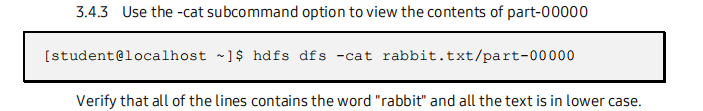 3.4.3 Use the -cat subcommand option to view the contents of part-00000
[student@localhost ~]$ hdfs dfs -cat rabbit.txt/part-00000
Verify that all of the lines contains the word "rabbit" and all the text is in lower case.